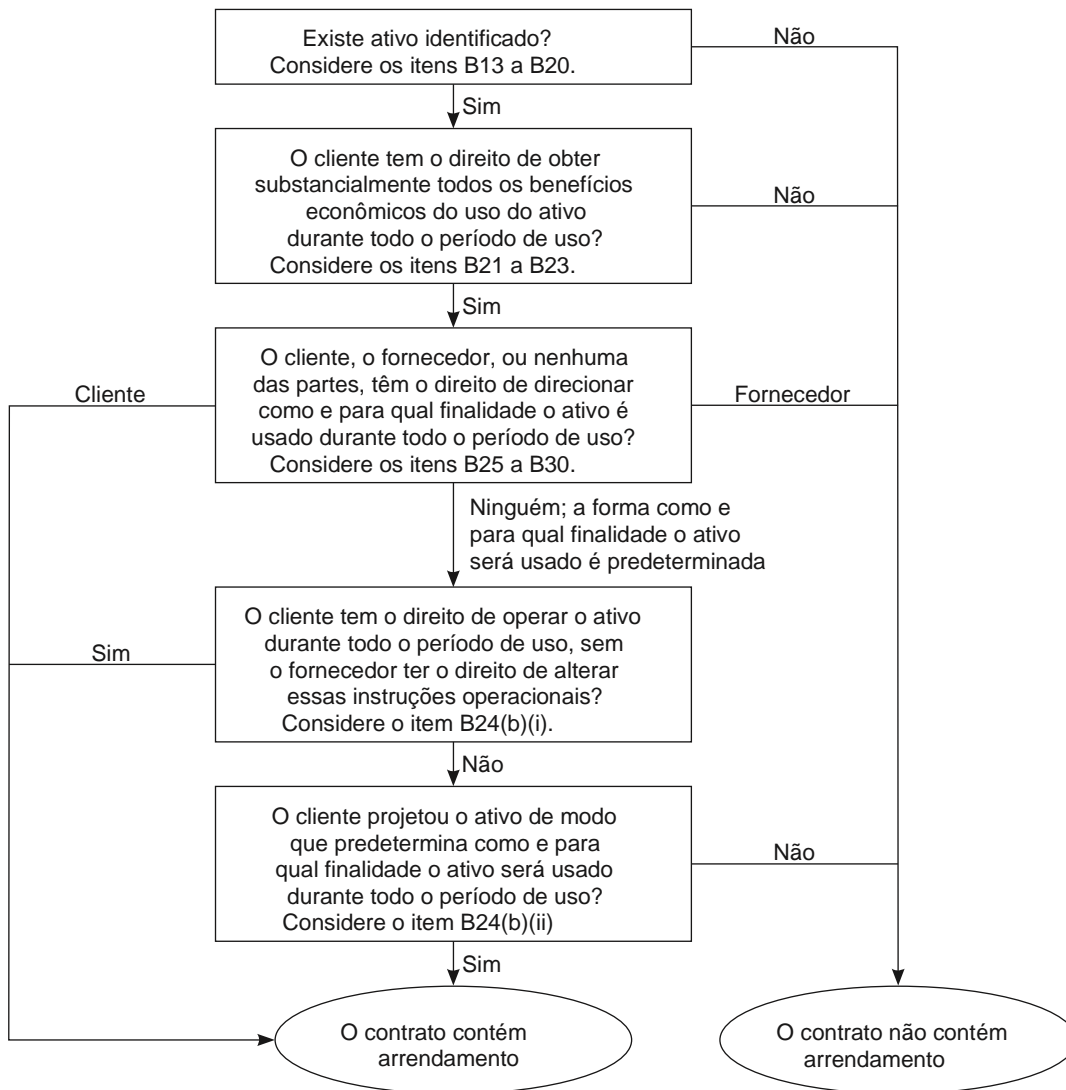 Existe ativo identificado?
Considere os itens B13 a B20.
Não
Sim
O cliente tem o direito de obter
substancialmente todos os benefícios
econômicos do uso do ativo
durante todo o período de uso?
Considere os itens B21 a B23.
Não
Sim
O cliente, o fornecedor, ou nenhuma
das partes, têm o direito de direcionar
como e para qual finalidade o ativo é
usado durante todo o período de uso?
Considere os itens B25 a B30.
Cliente
Fornecedor
Ninguém; a forma como e
para qual finalidade o ativo
será usado é predeterminada
O cliente tem o direito de operar o ativo
durante todo o período de uso, sem
o fornecedor ter o direito de alterar
essas instruções operacionais?
Considere o item B24(b)(i).
Sim
Não
O cliente projetou o ativo de modo
que predetermina como e para
qual finalidade o ativo será usado
durante todo o período de uso?
Considere o item B24(b)(ii)
Não
Sim
O contrato contém
arrendamento
O contrato não contém
arrendamento